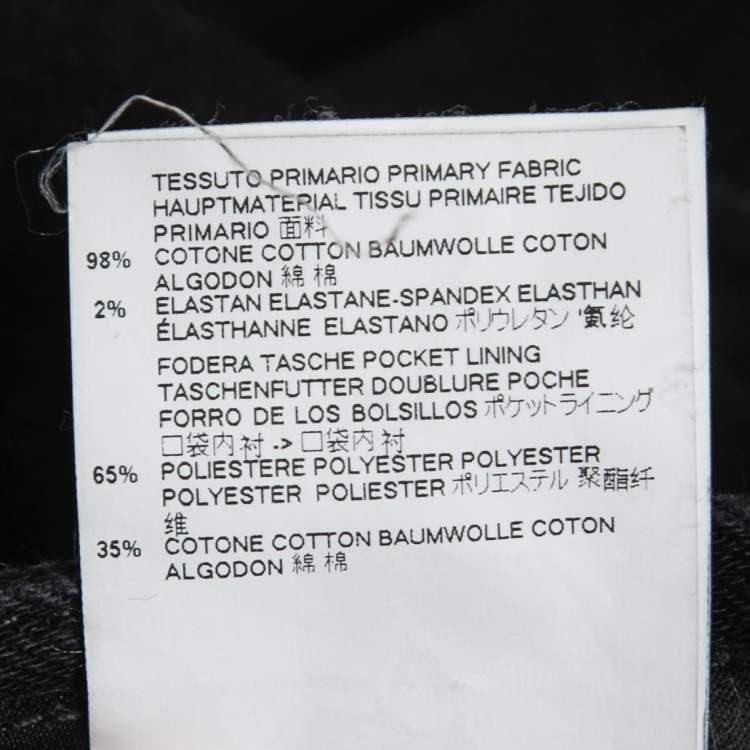 TESSUTO PRIMARIO PRIMARY FABRIC
HAUPTMATERIAL TISSU PRIMAIRE TEJIDO
PRIMARIO 面料
98% COTONE COTTON BAUMWOLLE COTON
ALGODON 綿 棉
2% ELASTAN ELASTANE-SPANDEX ELASTHAN
ÉLASTHANNE ELASTANO ポリウレタン '氨纶
FODERA TASCHE POCKET LINING
TASCHENFUTTER DOUBLURE POCHE
FORRO DE LOS BOLSILLOS ポケットライニング
□袋内衬 -> □袋内衬
65% POLIESTERE POLYESTER POLYESTER
POLYESTER POLIESTER ポリエステル 聚酯纤
维
35% COTONE COTTON BAUMWOLLE COTON
ALGODON 綿 棉